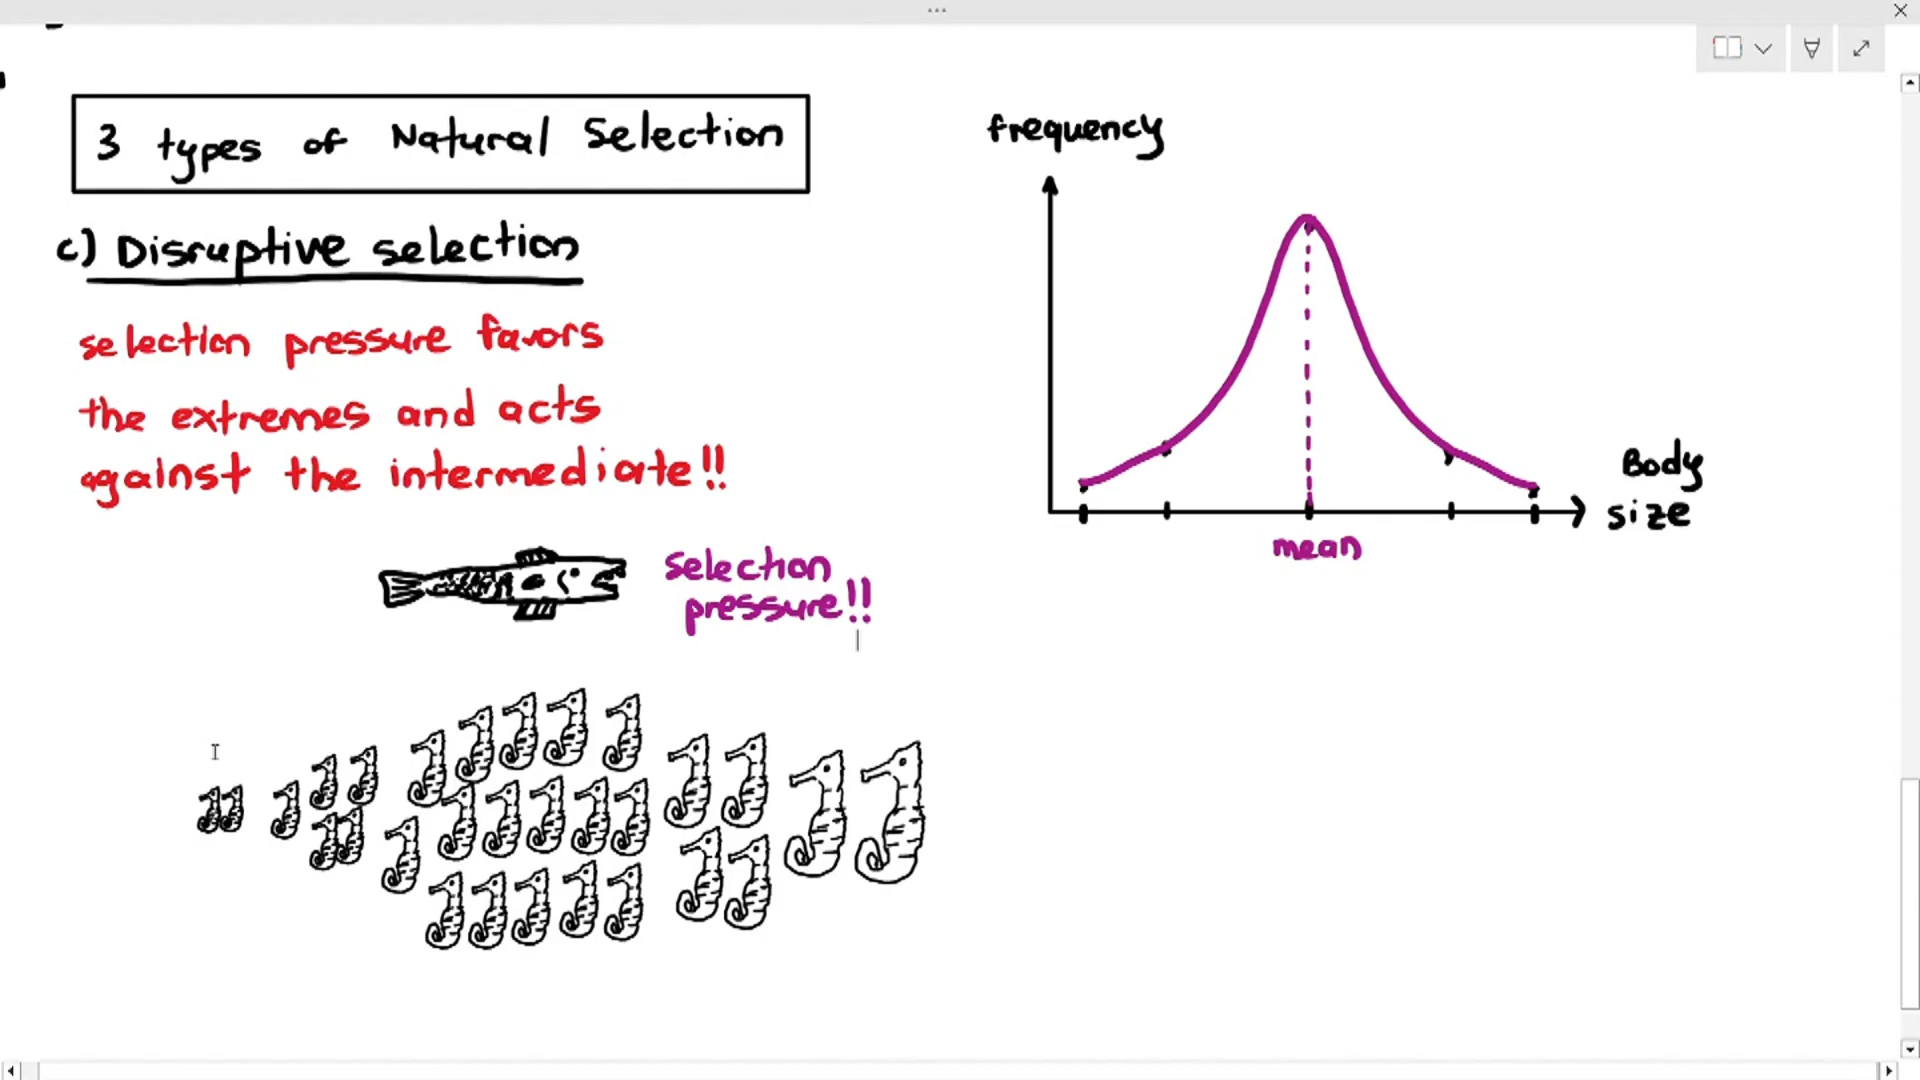 3 types of Natural Selection
c) Disruptive selection
selection pressure favors
the extremes and acts
against the intermediate!!
selection
pressure!!
frequency
Body
size
mean